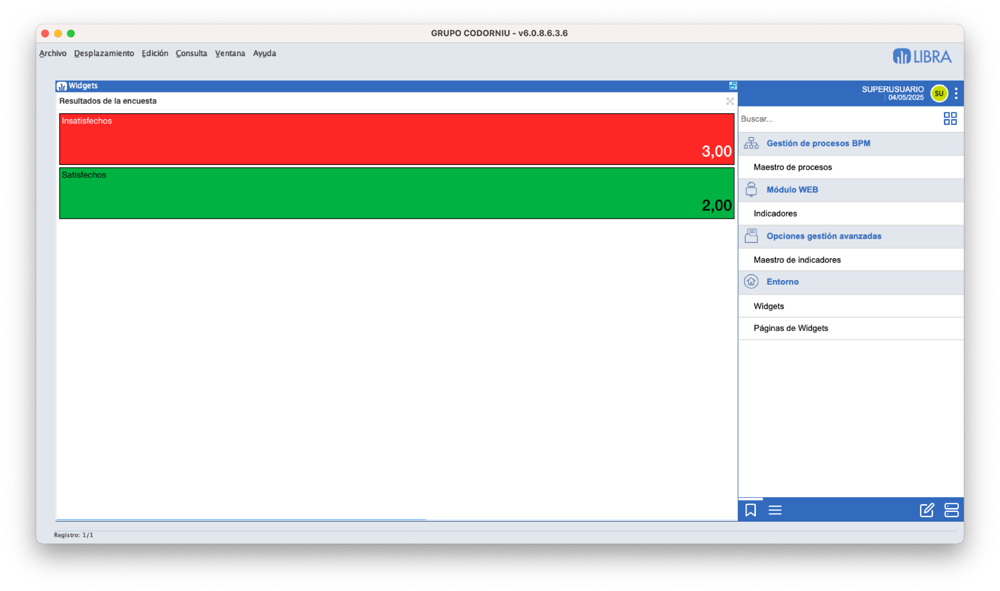 GRUPO CODORNIU - v6.0.8.6.3.6
Archivo Desplazamiento Edición Consulta Ventana Ayuda
LIBRA
Widgets
Resultados de la encuesta
Insatisfechos
3,00
Satisfechos
2,00
SUPERUSUARIO
04/05/2025
SU
Buscar...
Gestión de procesos BPM
Maestro de procesos
Módulo WEB
Indicadores
Opciones gestión avanzadas
Maestro de indicadores
Entorno
Widgets
Páginas de Widgets
Registro: 1/1